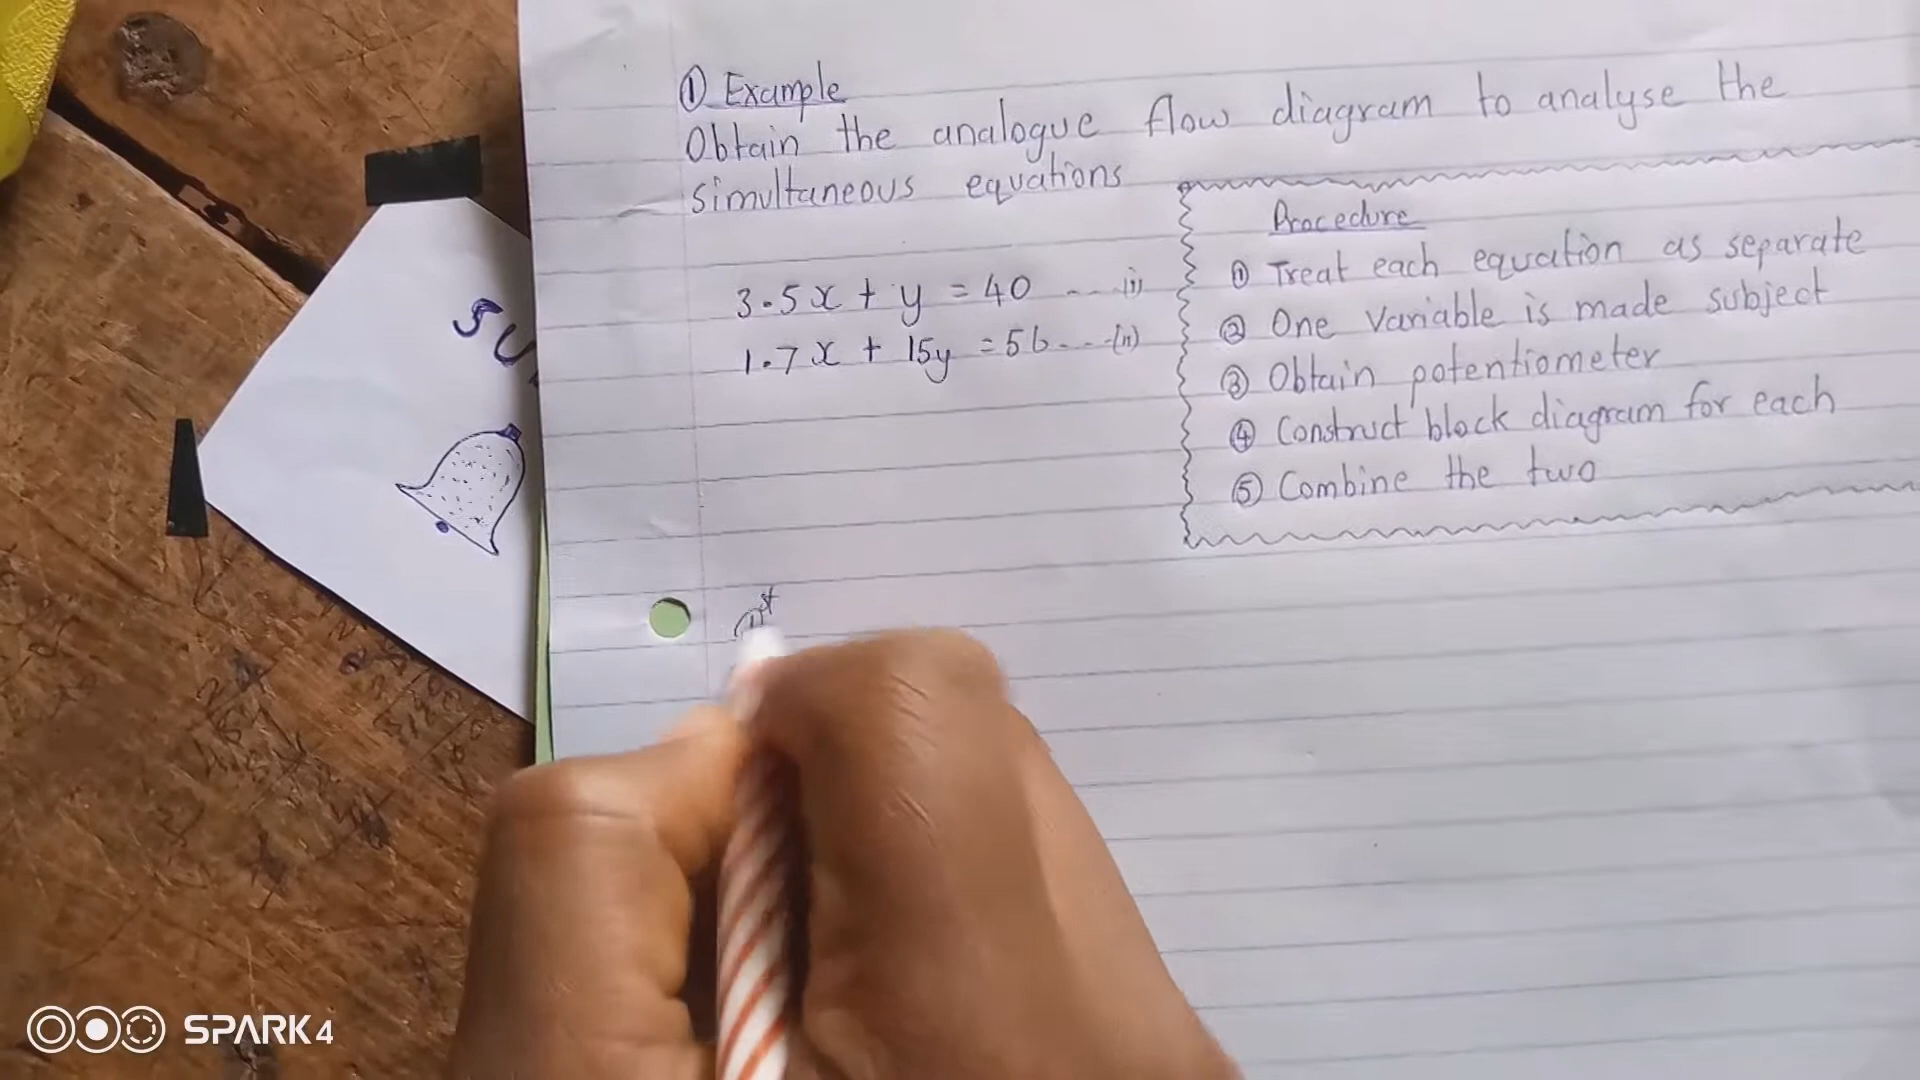 ① Example
Obtain the analogue flow diagram to analyse the
simultaneous equations
3.5x + y = 40 ---(i)
1.7x + 15y = 56 ---(ii)
Procedure
① Treat each equation as separate
② One variable is made subject
③ Obtain potentiometer
④ Construct block diagram for each
⑤ Combine the two
SPARK 4